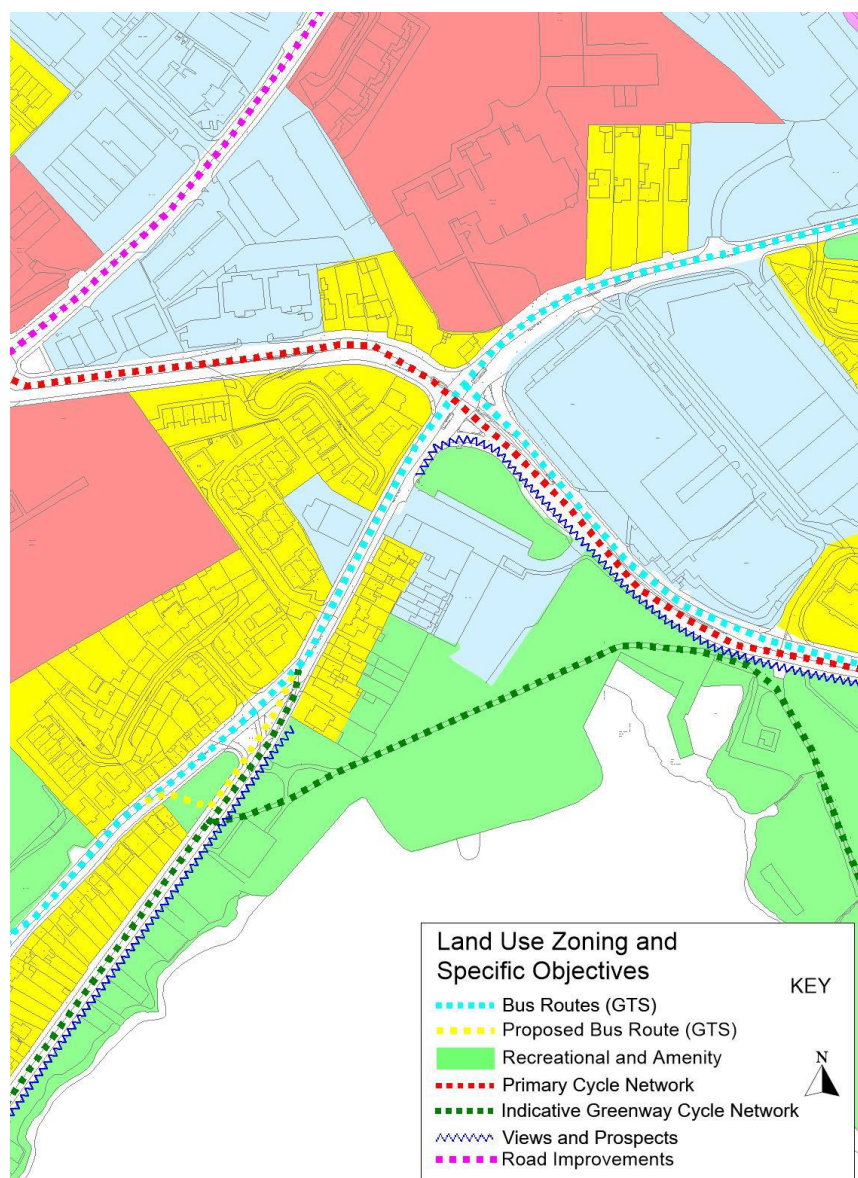 Land Use Zoning and
Specific Objectives
KEY
Bus Routes (GTS)
Proposed Bus Route (GTS)
Recreational and Amenity
N
Primary Cycle Network
Indicative Greenway Cycle Network
Views and Prospects
Road Improvements